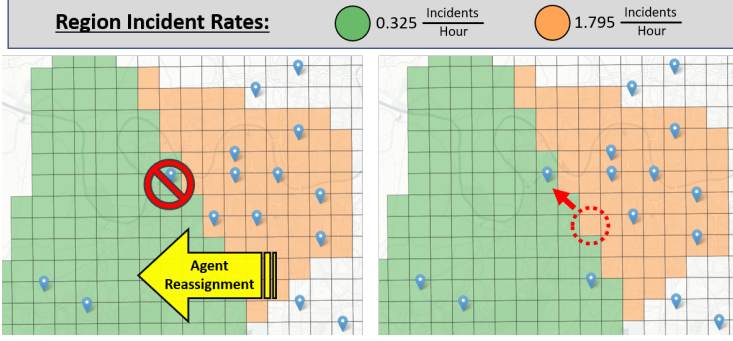 Region Incident Rates:
0.325 Incidents
Hour
1.795 Incidents
Hour
Agent
Reassignment